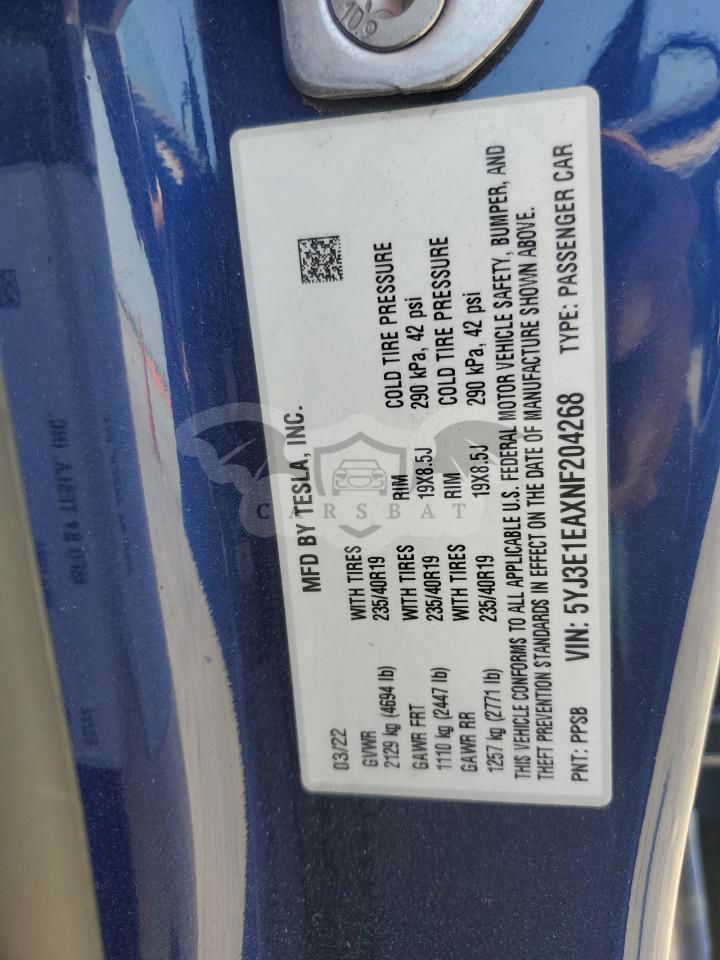 10.9
MFD BY TESLA, INC.
03/22
GVWR WITH TIRES RIM COLD TIRE PRESSURE
2129 kg (4694 lb) 235/40R19 19X8.5J 290 kPa, 42 psi
GAWR FRT WITH TIRES RIM COLD TIRE PRESSURE
1110 kg (2447 lb) 235/40R19 19X8.5J 290 kPa, 42 psi
GAWR RR WITH TIRES
1257 kg (2771 lb) 235/40R19
THIS VEHICLE CONFORMS TO ALL APPLICABLE U.S. FEDERAL MOTOR VEHICLE SAFETY, BUMPER, AND
THEFT PREVENTION STANDARDS IN EFFECT ON THE DATE OF MANUFACTURE SHOWN ABOVE.
PNT: PPSB VIN: 5YJ3E1EAXNF204268 TYPE: PASSENGER CAR
CARSBAT